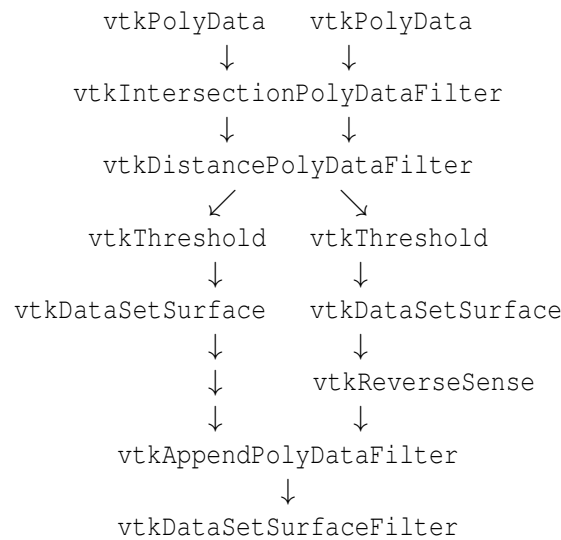 vtkPolyData vtkPolyData
↓ ↓
vtkIntersectionPolyDataFilter
↓ ↓
vtkDistancePolyDataFilter
↙ ↘
vtkThreshold vtkThreshold
↓ ↓
vtkDataSetSurface vtkDataSetSurface
↓ ↓
↓ vtkReverseSense
↓ ↓
vtkAppendPolyDataFilter
↓
vtkDataSetSurfaceFilter